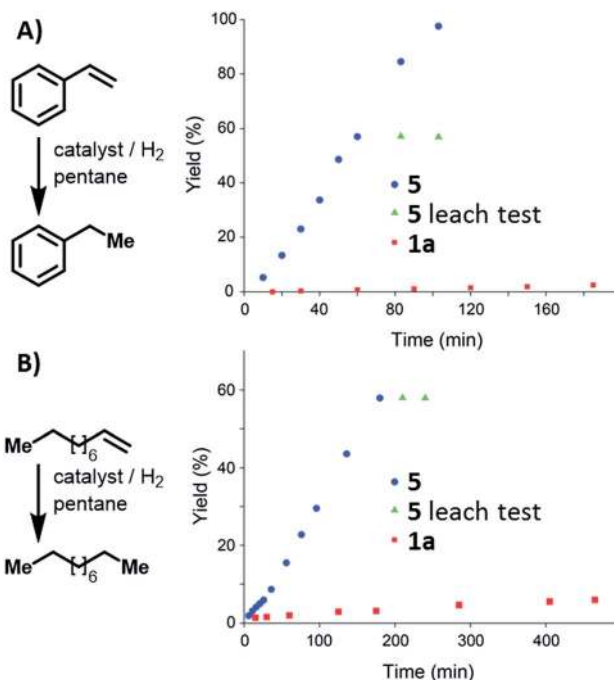 A)
catalyst / H2
pentane
Me
Yield (%)
100
80
60
40
20
0
5
5 leach test
1a
40
80
120
160
Time (min)
B)
Me
[ ]6
catalyst / H2
pentane
Me
[ ]6
Me
Yield (%)
60
40
20
0
5
5 leach test
1a
0
100
200
300
400
Time (min)